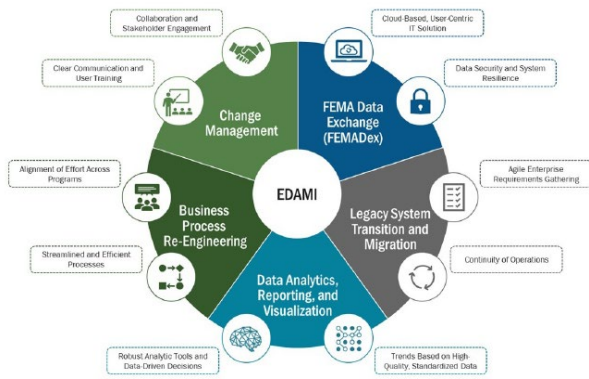 Collaboration and
Stakeholder Engagement
Cloud-Based, User-Centric
IT Solution
Clear Communication and
User Training
Data Security and System
Resilience
Change
Management
FEMA Data
Exchange
(FEMADex)
Alignment of Effort Across
Programs
Agile Enterprise
Requirements Gathering
EDAMI
Business
Process
Re-Engineering
Legacy System
Transition and
Migration
Streamlined and Efficient
Processes
Continuity of Operations
Data Analytics,
Reporting, and
Visualization
Robust Analytic Tools and
Data-Driven Decisions
Trends Based on High-
Quality, Standardized Data